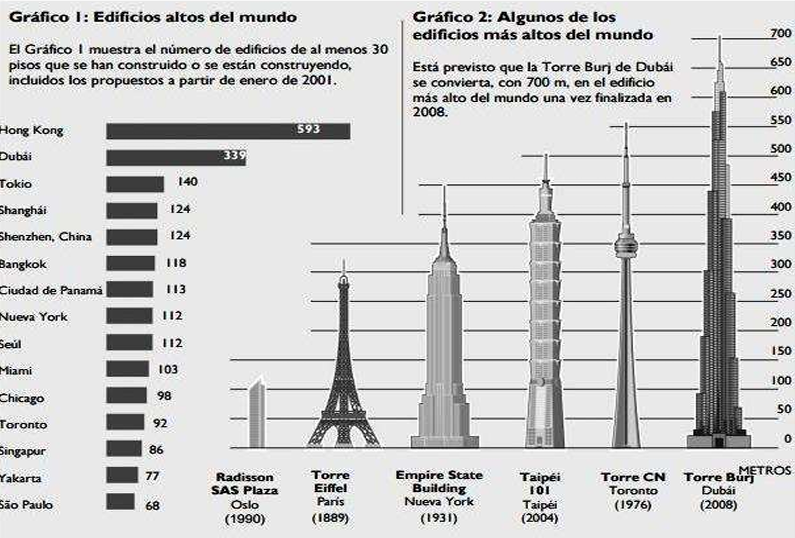 Gráfico 1: Edificios altos del mundo
El Gráfico 1 muestra el número de edificios de al menos 30
pisos que se han construido o se están construyendo,
incluidos los propuestos a partir de enero de 2001.
Hong Kong 593
Dubái 339
Tokio 140
Shanghái 124
Shenzhen, China 124
Bangkok 118
Ciudad de Panamá 113
Nueva York 112
Seúl 112
Miami 103
Chicago 98
Toronto 92
Singapur 86
Yakarta 77
São Paulo 68
Gráfico 2: Algunos de los
edificios más altos del mundo
Está previsto que la Torre Burj de Dubái
se convierta, con 700 m, en el edificio
más alto del mundo una vez finalizada en
2008.
700
650
600
550
500
450
400
350
300
250
200
150
100
50
0
METROS
Radisson
SAS Plaza
Oslo
(1990)
Torre
Eiffel
París
(1889)
Empire State
Building
Nueva York
(1931)
Taipéi
101
Taipéi
(2004)
Torre CN
Toronto
(1976)
Torre Burj
Dubái
(2008)